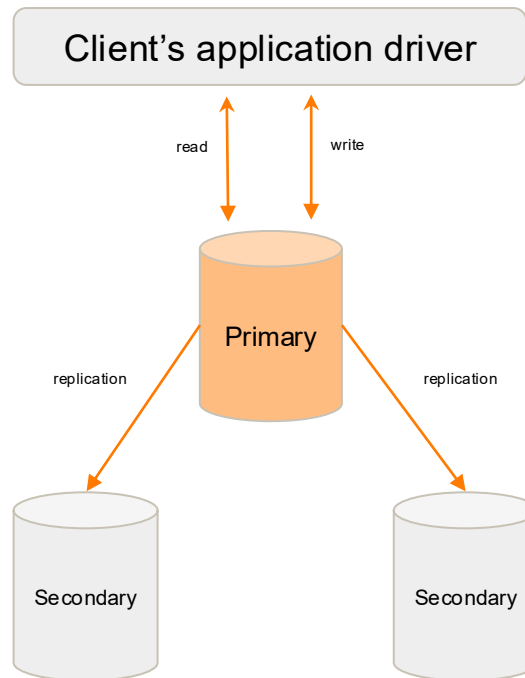 Client's application driver
read
write
Primary
replication
replication
Secondary
Secondary